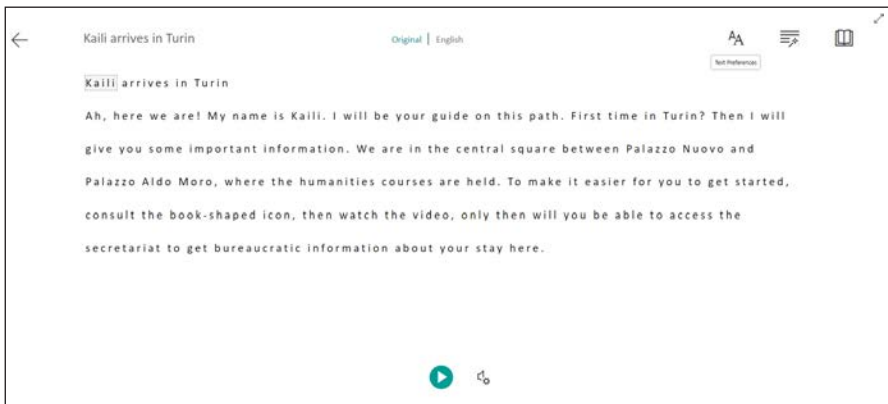 Kaili arrives in Turin
Original | English
AA
Text Preferences
Kaili arrives in Turin
Ah, here we are! My name is Kaili. I will be your guide on this path. First time in Turin? Then I will
give you some important information. We are in the central square between Palazzo Nuovo and
Palazzo Aldo Moro, where the humanities courses are held. To make it easier for you to get started,
consult the book-shaped icon, then watch the video, only then will you be able to access the
secretariat to get bureaucratic information about your stay here.